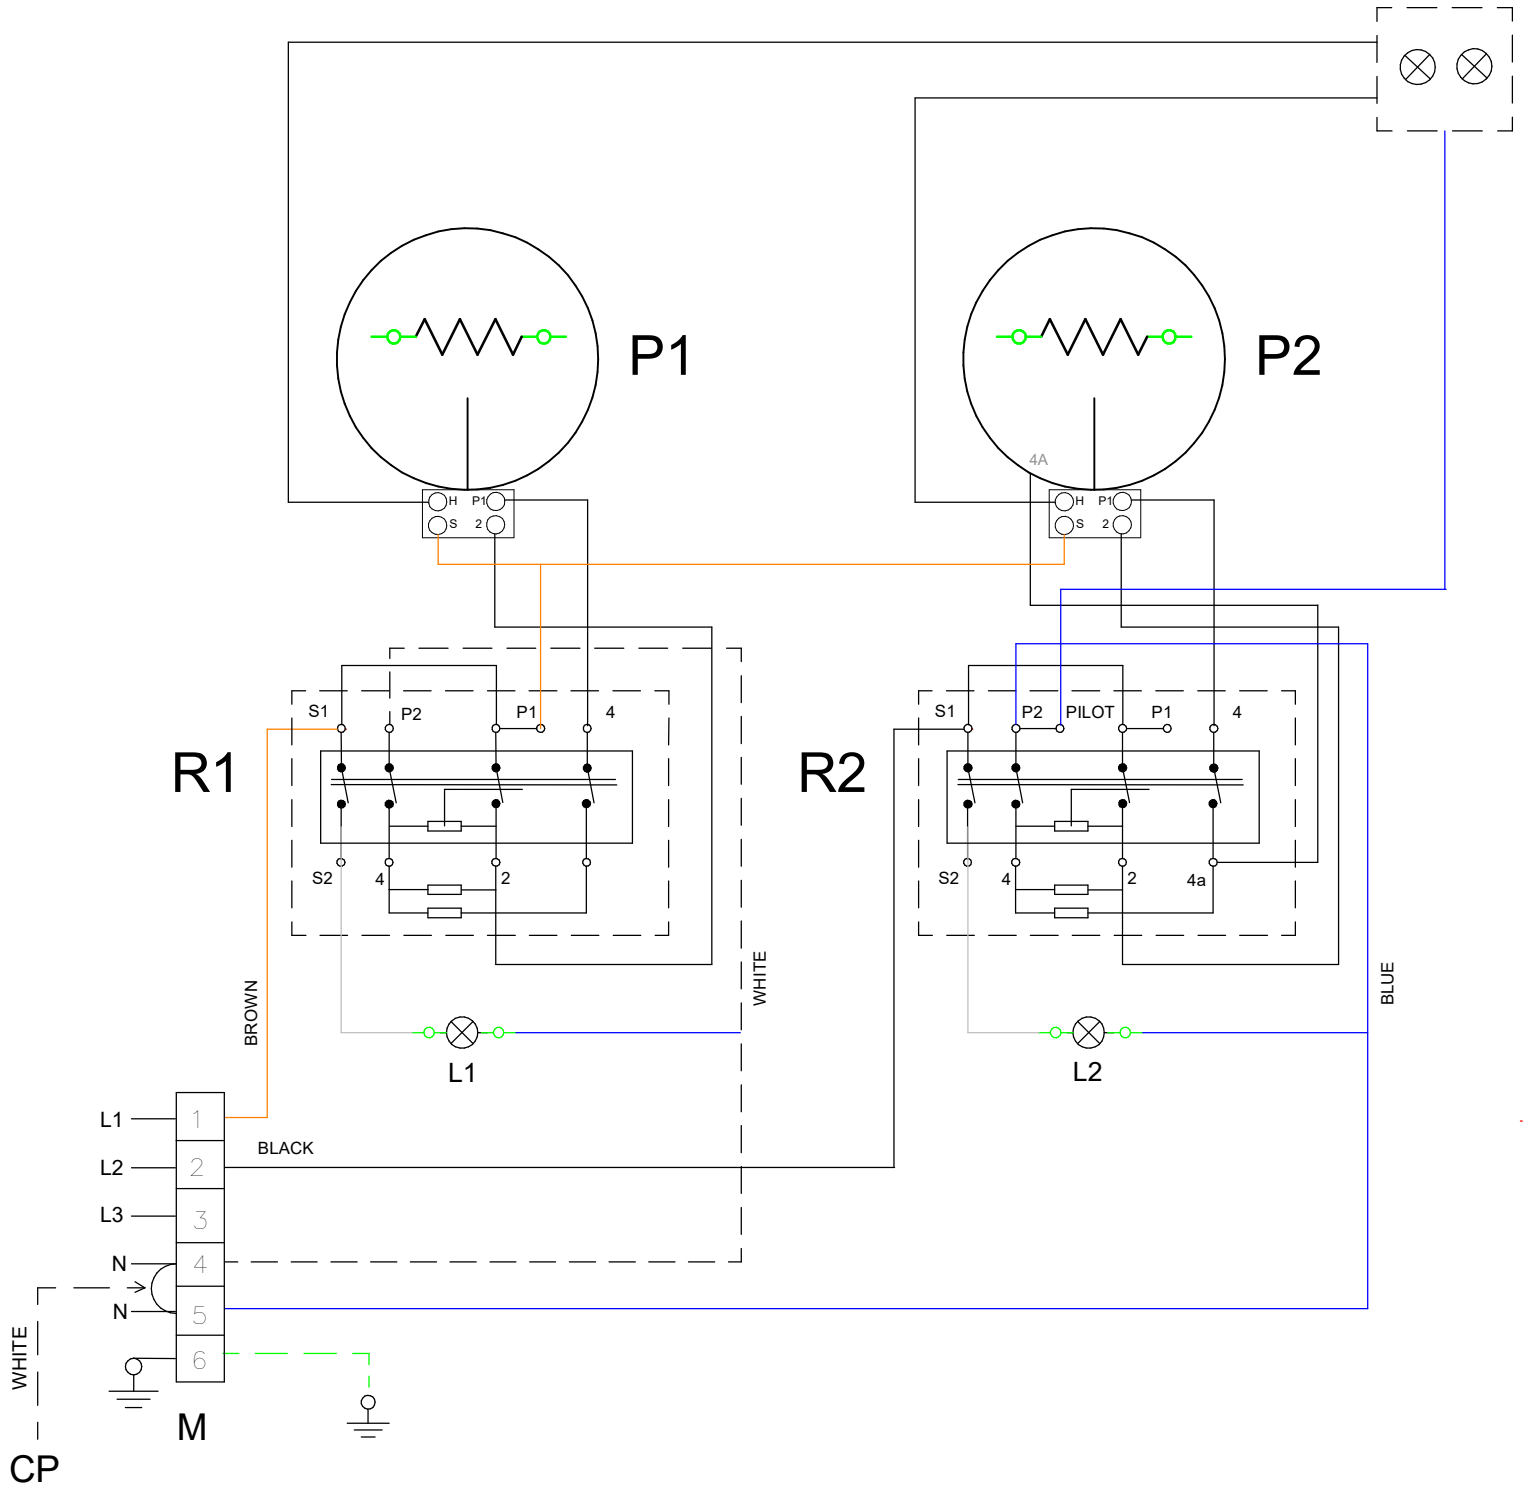 P1
P2
4A
H P1
S 2
H P1
S 2
S1 P2 P1 4
S1 P2 PILOT P1 4
R1
R2
S2 4 2
S2 4 2 4a
BROWN
WHITE
BLUE
L1
L2
L1 1
BLACK
L2 2
L3 3
N 4
N 5
6
WHITE
M
CP